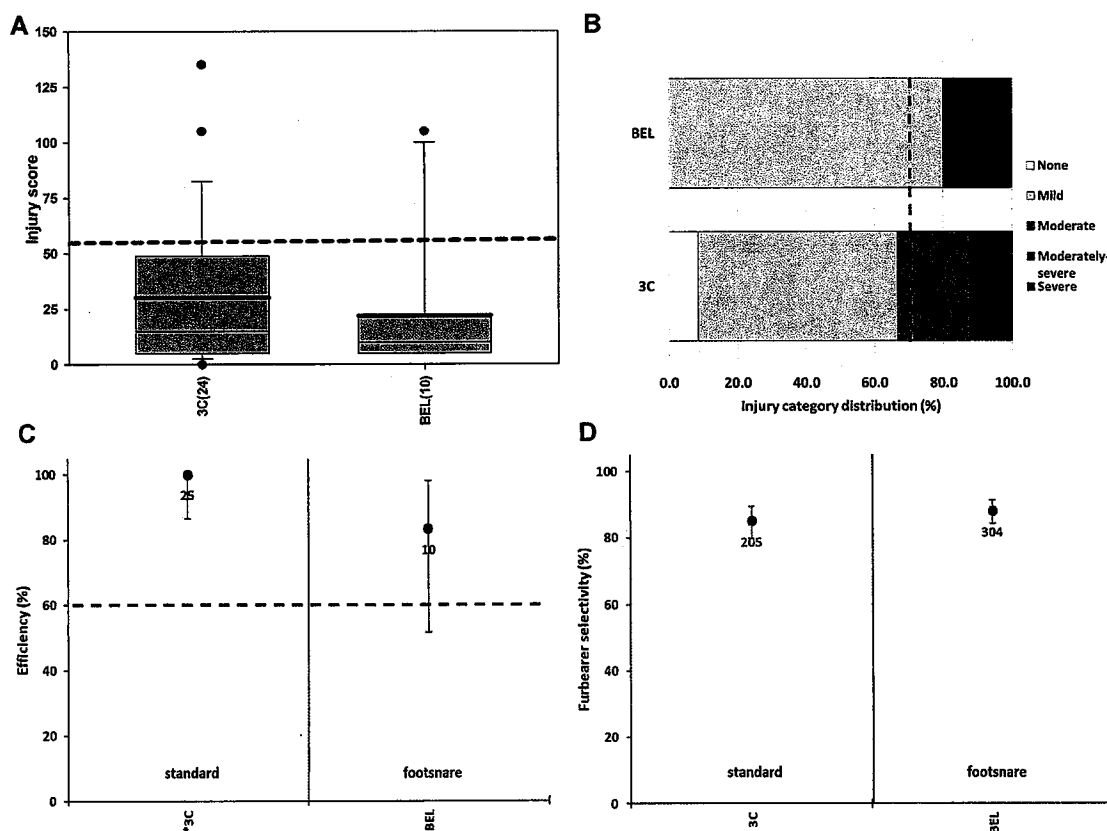 A
Injury score
150
125
100
75
50
25
0
3C(24)
BEL(10)
B
BEL
3C
None
Mild
Moderate
Moderately-
severe
Severe
0.0 20.0 40.0 60.0 80.0 100.0
Injury category distribution (%)
C
Efficiency (%)
100
80
60
40
20
0
25
10
standard
footsnare
*3C
BEL
D
Furbearer selectivity (%)
100
80
60
40
20
0
205
304
standard
footsnare
3C
BEL